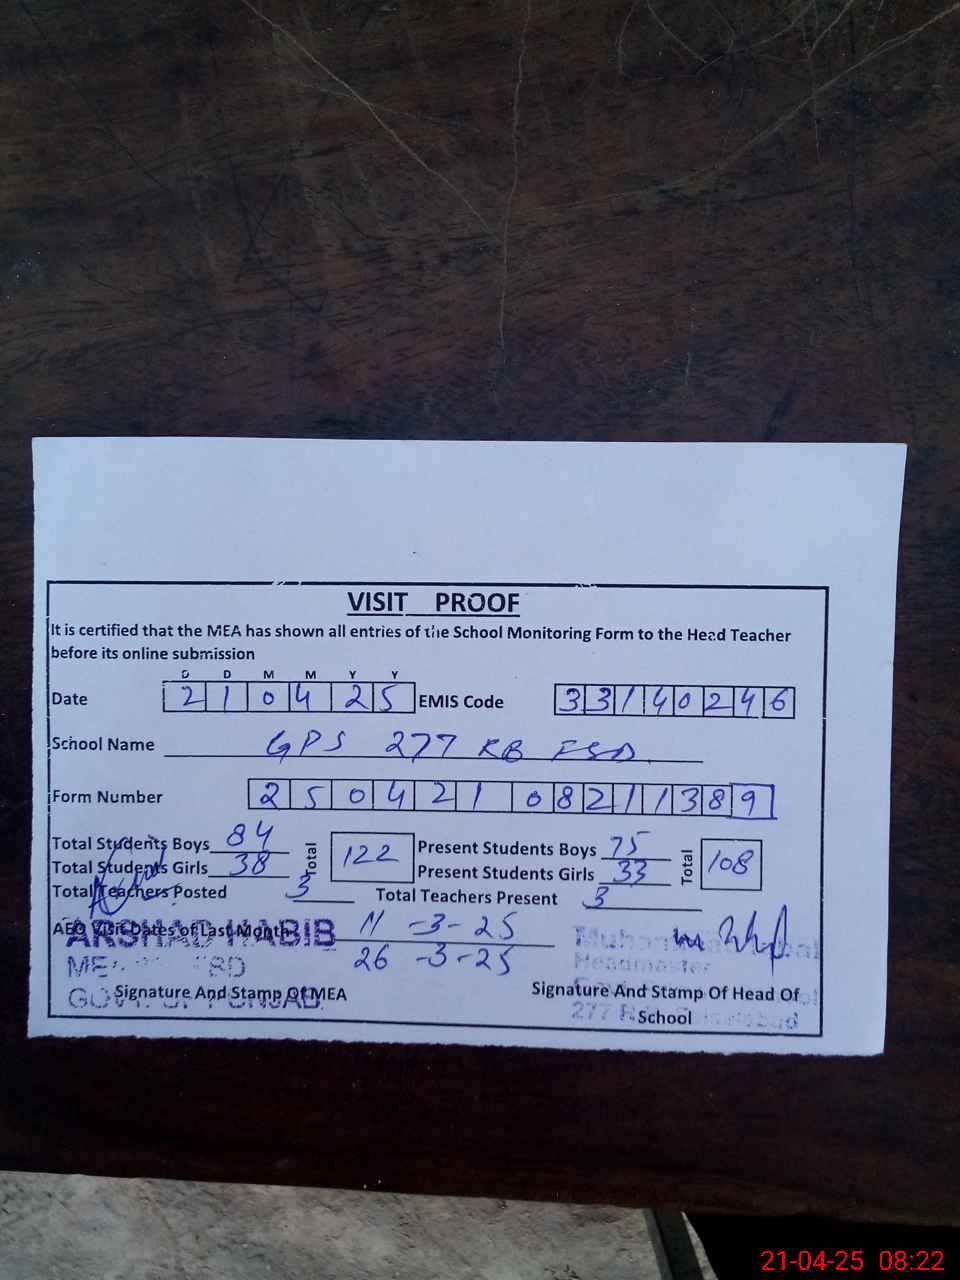 VISIT PROOF
It is certified that the MEA has shown all entries of the School Monitoring Form to the Head Teacher
before its online submission
D D M M Y Y
Date 2 1 0 4 2 5 EMIS Code 3 3 1 4 0 2 4 6
School Name GPS 277 RB FSD
Form Number 2 5 0 4 2 1 0 8 2 1 1 3 8 9
Total Students Boys 84 Total 122 Present Students Boys 75 Total 108
Total Students Girls 38 Present Students Girls 33
Total Teachers Posted 3 Total Teachers Present 3
AEO Visit Dates of Last Month 11 -3- 25
26 -3-25
ARSHAD HABIB
GOVT OF PUNJAB
Headmaster
277
Signature And Stamp Of MEA
Signature And Stamp Of Head Of
School
21-04-25 08:22